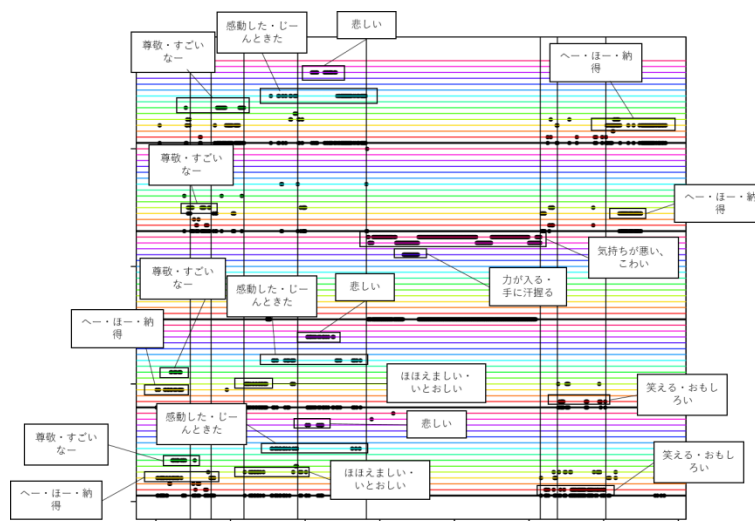 感動した・じー
んときた
悲しい
尊敬・すごい
なー
へー・ほー・納
得
尊敬・すごい
なー
へー・ほー・納
得
気持ちが悪い、
こわい
尊敬・すごい
なー
感動した・じー
んときた
悲しい
力が入る・
手に汗握る
へー・ほー・納
得
ほほえましい・
いとおしい
笑える・おもし
ろい
感動した・じー
んときた
悲しい
尊敬・すごい
なー
ほほえましい・
いとおしい
笑える・おもし
ろい
へー・ほー・納
得